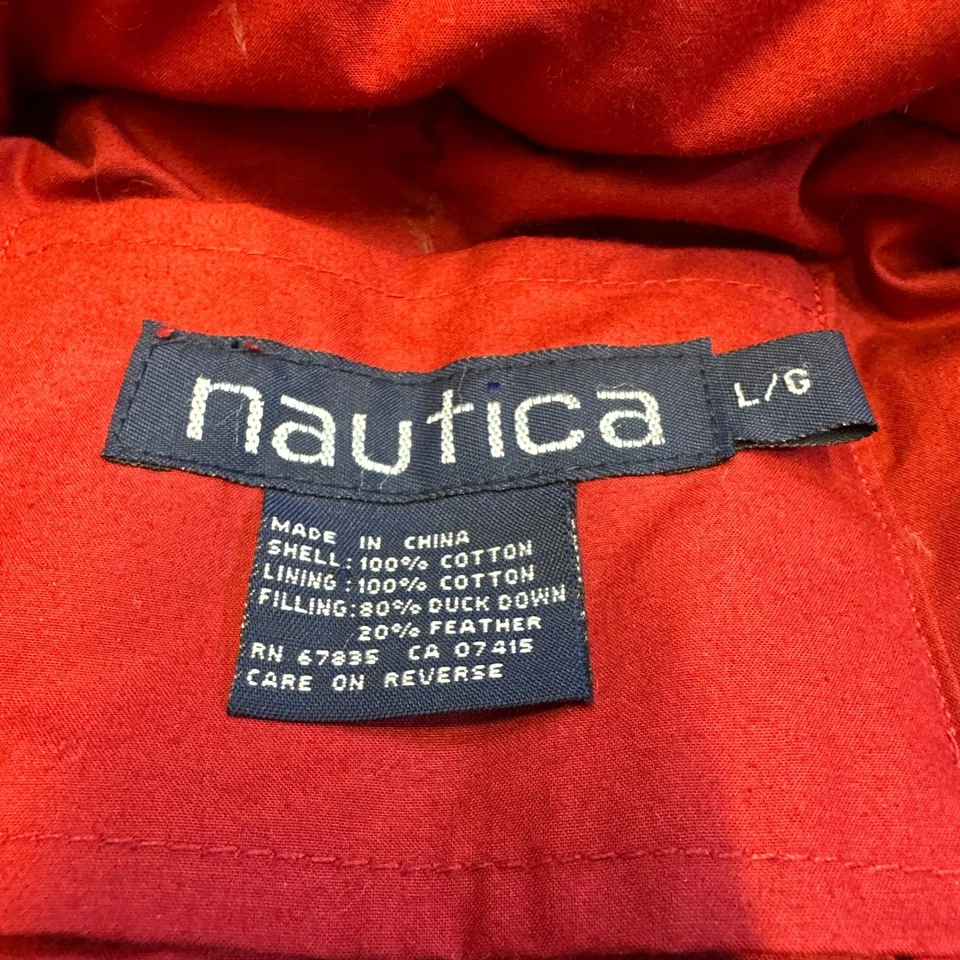 nautica
L/G
MADE IN CHINA
SHELL: 100% COTTON
LINING: 100% COTTON
FILLING: 80% DUCK DOWN
20% FEATHER
RN 67835 CA 07415
CARE ON REVERSE